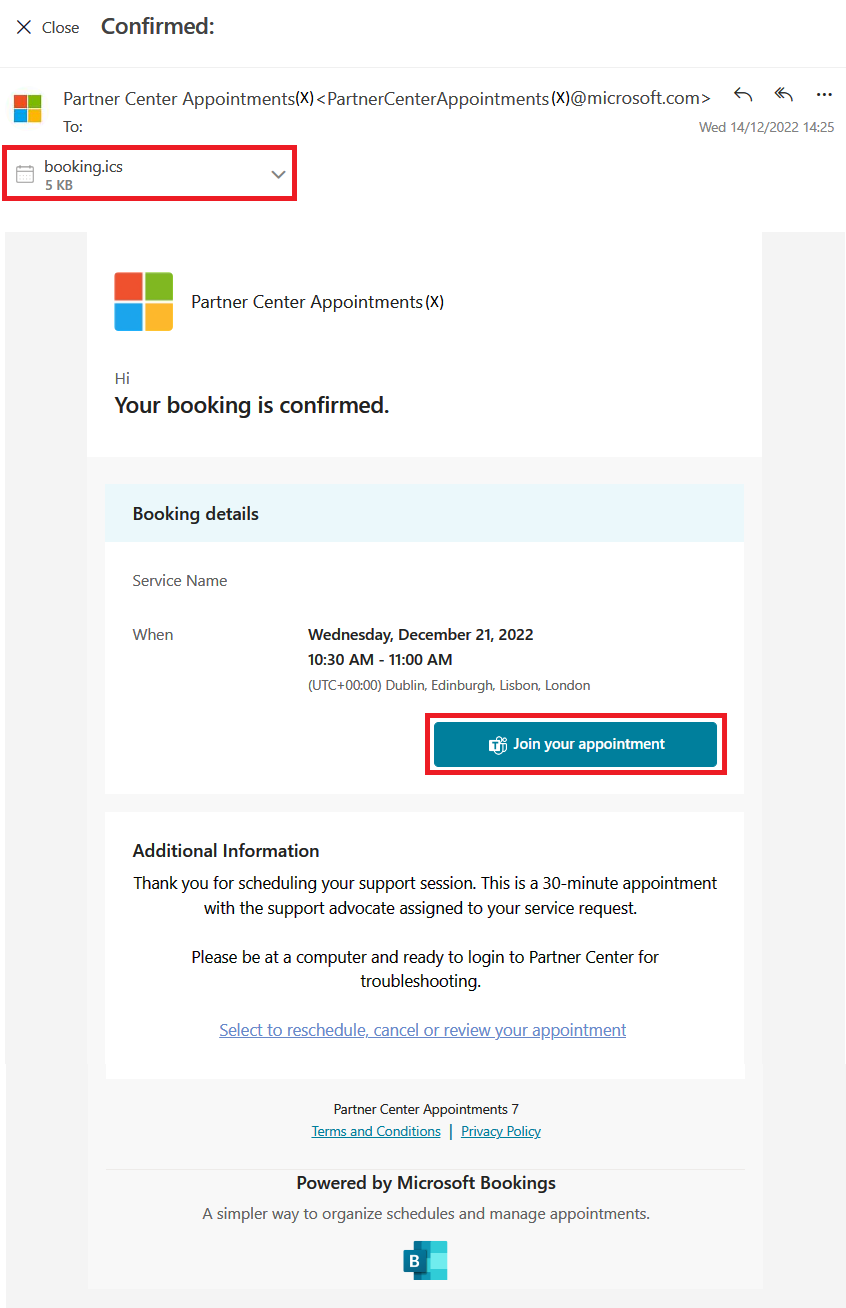 Close Confirmed:
Partner Center Appointments(X)<PartnerCenterAppointments(X)@microsoft.com>
To:
Wed 14/12/2022 14:25
booking.ics
5 KB
Partner Center Appointments(X)
Hi
Your booking is confirmed.
Booking details
Service Name
When Wednesday, December 21, 2022
10:30 AM - 11:00 AM
(UTC+00:00) Dublin, Edinburgh, Lisbon, London
Join your appointment
Additional Information
Thank you for scheduling your support session. This is a 30-minute appointment
with the support advocate assigned to your service request.
Please be at a computer and ready to login to Partner Center for
troubleshooting.
Select to reschedule, cancel or review your appointment
Partner Center Appointments 7
Terms and Conditions | Privacy Policy
Powered by Microsoft Bookings
A simpler way to organize schedules and manage appointments.
B